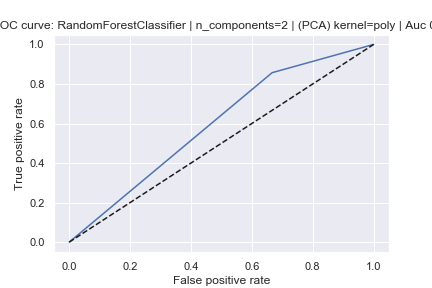 OC curve: RandomForestClassifier | n_components=2 | (PCA) kernel=poly | Auc
1.0
0.8
0.6
0.4
0.2
0.0
True positive rate
0.0 0.2 0.4 0.6 0.8 1.0
False positive rate